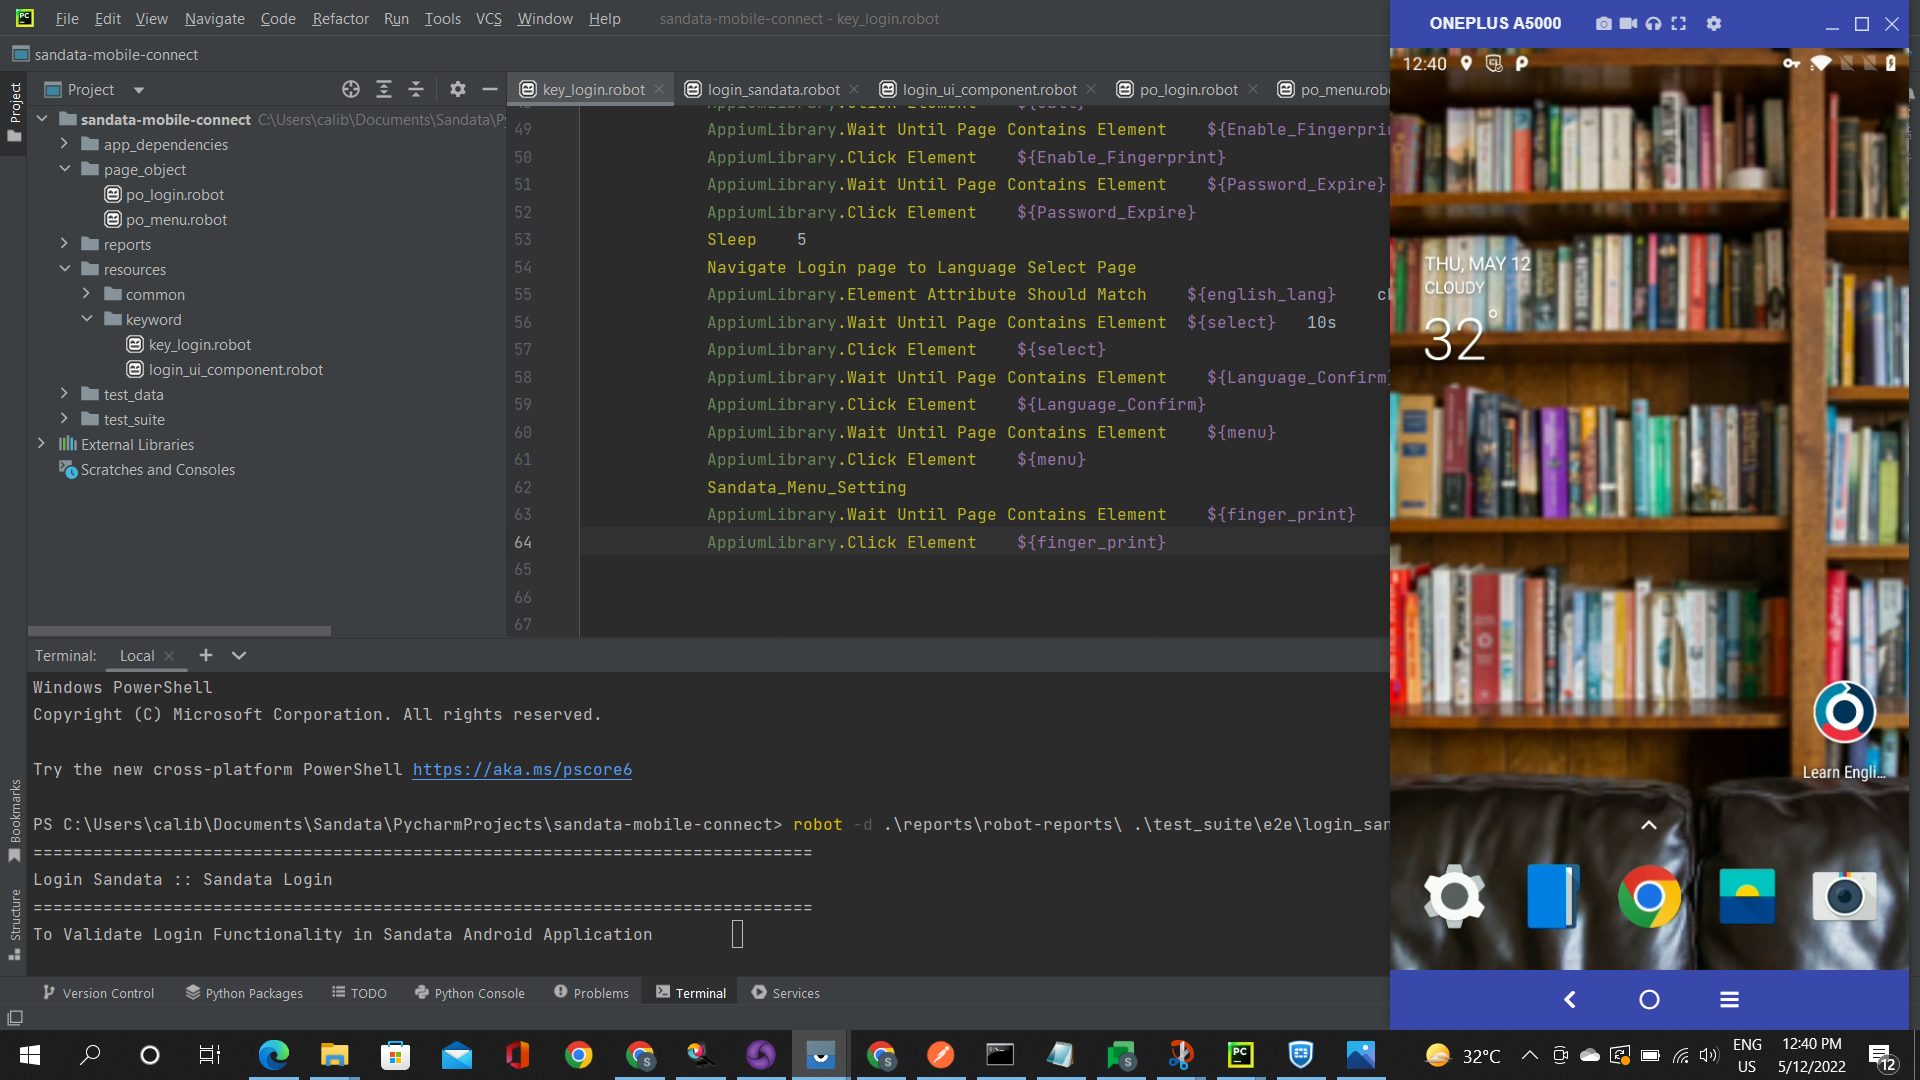 File Edit View Navigate Code Refactor Run Tools VCS Window Help sandata-mobile-connect - key_login.robot
sandata-mobile-connect
Project
Project
sandata-mobile-connect C:\Users\calib\Documents\Sandata\Py
app_dependencies
page_object
po_login.robot
po_menu.robot
reports
resources
common
keyword
key_login.robot
login_ui_component.robot
test_data
test_suite
External Libraries
Scratches and Consoles
key_login.robot login_sandata.robot login_ui_component.robot po_login.robot po_menu.robo
49 AppiumLibrary.Wait Until Page Contains Element ${Enable_Fingerprin
50 AppiumLibrary.Click Element ${Enable_Fingerprint}
51 AppiumLibrary.Wait Until Page Contains Element ${Password_Expire}
52 AppiumLibrary.Click Element ${Password_Expire}
53 Sleep 5
54 Navigate Login page to Language Select Page
55 AppiumLibrary.Element Attribute Should Match ${english_lang} ch
56 AppiumLibrary.Wait Until Page Contains Element ${select} 10s
57 AppiumLibrary.Click Element ${select}
58 AppiumLibrary.Wait Until Page Contains Element ${Language_Confirm}
59 AppiumLibrary.Click Element ${Language_Confirm}
60 AppiumLibrary.Wait Until Page Contains Element ${menu}
61 AppiumLibrary.Click Element ${menu}
62 Sandata_Menu_Setting
63 AppiumLibrary.Wait Until Page Contains Element ${finger_print}
64 AppiumLibrary.Click Element ${finger_print}
65
66
67
Terminal: Local
Windows PowerShell
Copyright (C) Microsoft Corporation. All rights reserved.
Try the new cross-platform PowerShell https://aka.ms/pscore6
PS C:\Users\calib\Documents\Sandata\PycharmProjects\sandata-mobile-connect> robot -d .\reports\robot-reports\ .\test_suite\e2e\login_san
==============================================================================
Login Sandata :: Sandata Login
==============================================================================
To Validate Login Functionality in Sandata Android Application
Bookmarks
Structure
Version Control Python Packages TODO Python Console Problems Terminal Services
ONEPLUS A5000
12:40
THU, MAY 12
CLOUDY
32°
Learn Engli...
32°C
ENG
US
12:40 PM
5/12/2022
12